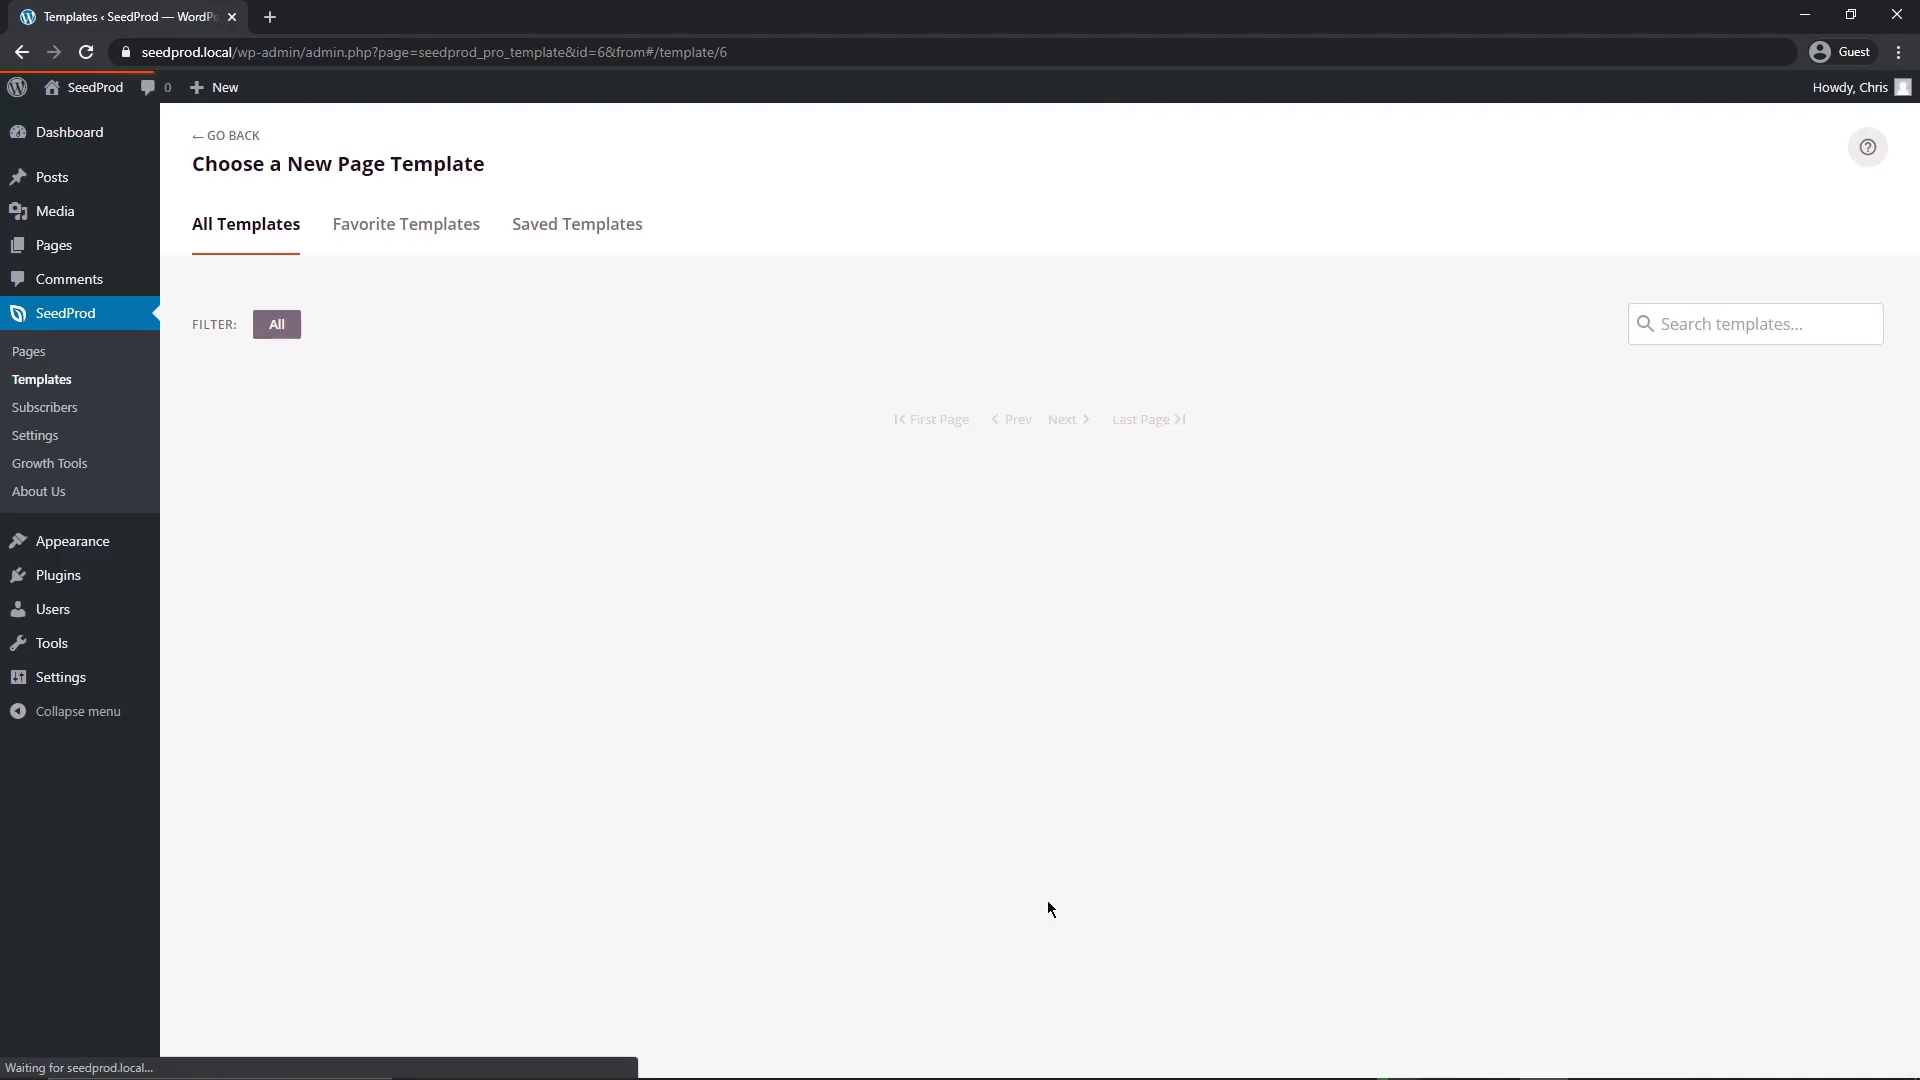 Templates ‹ SeedProd — WordP
seedprod.local/wp-admin/admin.php?page=seedprod_pro_template&id=6&from#/template/6
Guest
SeedProd
0
New
Howdy, Chris
Dashboard
Posts
Media
Pages
Comments
SeedProd
Pages
Templates
Subscribers
Settings
Growth Tools
About Us
Appearance
Plugins
Users
Tools
Settings
Collapse menu
← GO BACK
Choose a New Page Template
All Templates Favorite Templates Saved Templates
FILTER: All
Search templates...
First Page Prev Next Last Page
Waiting for seedprod.local...